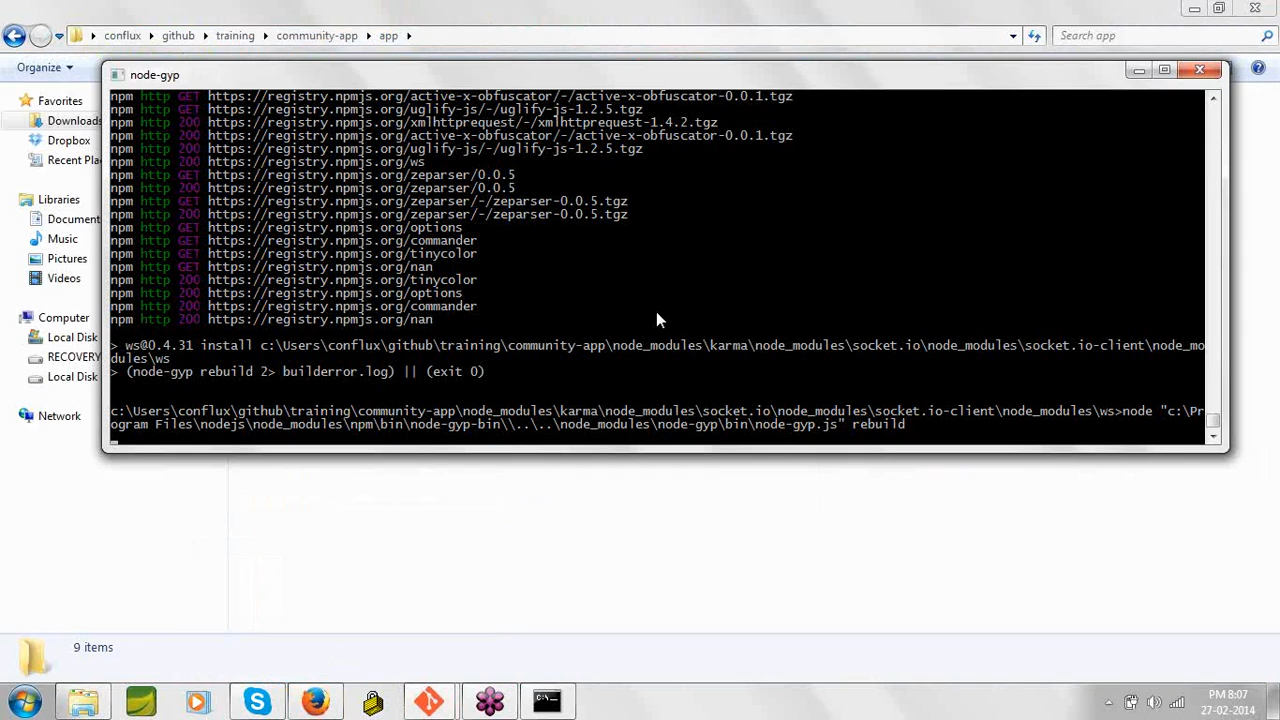 conflux
github
training
community-app
app
Search app
Organize
Favorites
Downloads
Dropbox
Recent Pla
Libraries
Document
Music
Pictures
Videos
Computer
Local Disk
RECOVERY
Local Disk
Network
node-gyp
npm http GET https://registry.npmjs.org/active-x-obfuscator/-/active-x-obfuscator-0.0.1.tgz
npm http GET https://registry.npmjs.org/uglify-js/-/uglify-js-1.2.5.tgz
npm http 200 https://registry.npmjs.org/xmlhttprequest/-/xmlhttprequest-1.4.2.tgz
npm http 200 https://registry.npmjs.org/active-x-obfuscator/-/active-x-obfuscator-0.0.1.tgz
npm http 200 https://registry.npmjs.org/uglify-js/-/uglify-js-1.2.5.tgz
npm http 200 https://registry.npmjs.org/ws
npm http GET https://registry.npmjs.org/zeparser/0.0.5
npm http 200 https://registry.npmjs.org/zeparser/0.0.5
npm http GET https://registry.npmjs.org/zeparser/-/zeparser-0.0.5.tgz
npm http 200 https://registry.npmjs.org/zeparser/-/zeparser-0.0.5.tgz
npm http GET https://registry.npmjs.org/options
npm http GET https://registry.npmjs.org/commander
npm http GET https://registry.npmjs.org/tinycolor
npm http GET https://registry.npmjs.org/nan
npm http 200 https://registry.npmjs.org/tinycolor
npm http 200 https://registry.npmjs.org/options
npm http 200 https://registry.npmjs.org/commander
npm http 200 https://registry.npmjs.org/nan
> ws@0.4.31 install c:\Users\conflux\github\training\community-app\node_modules\karma\node_modules\socket.io\node_modules\socket.io-client\node_mo
dules\ws
> (node-gyp rebuild 2> builderror.log) || (exit 0)
c:\Users\conflux\github\training\community-app\node_modules\karma\node_modules\socket.io\node_modules\socket.io-client\node_modules\ws>node "c:\Pr
ogram Files\nodejs\node_modules\npm\bin\node-gyp-bin\\..\..\node_modules\node-gyp\bin\node-gyp.js" rebuild
9 items
PM 8:07
27-02-2014